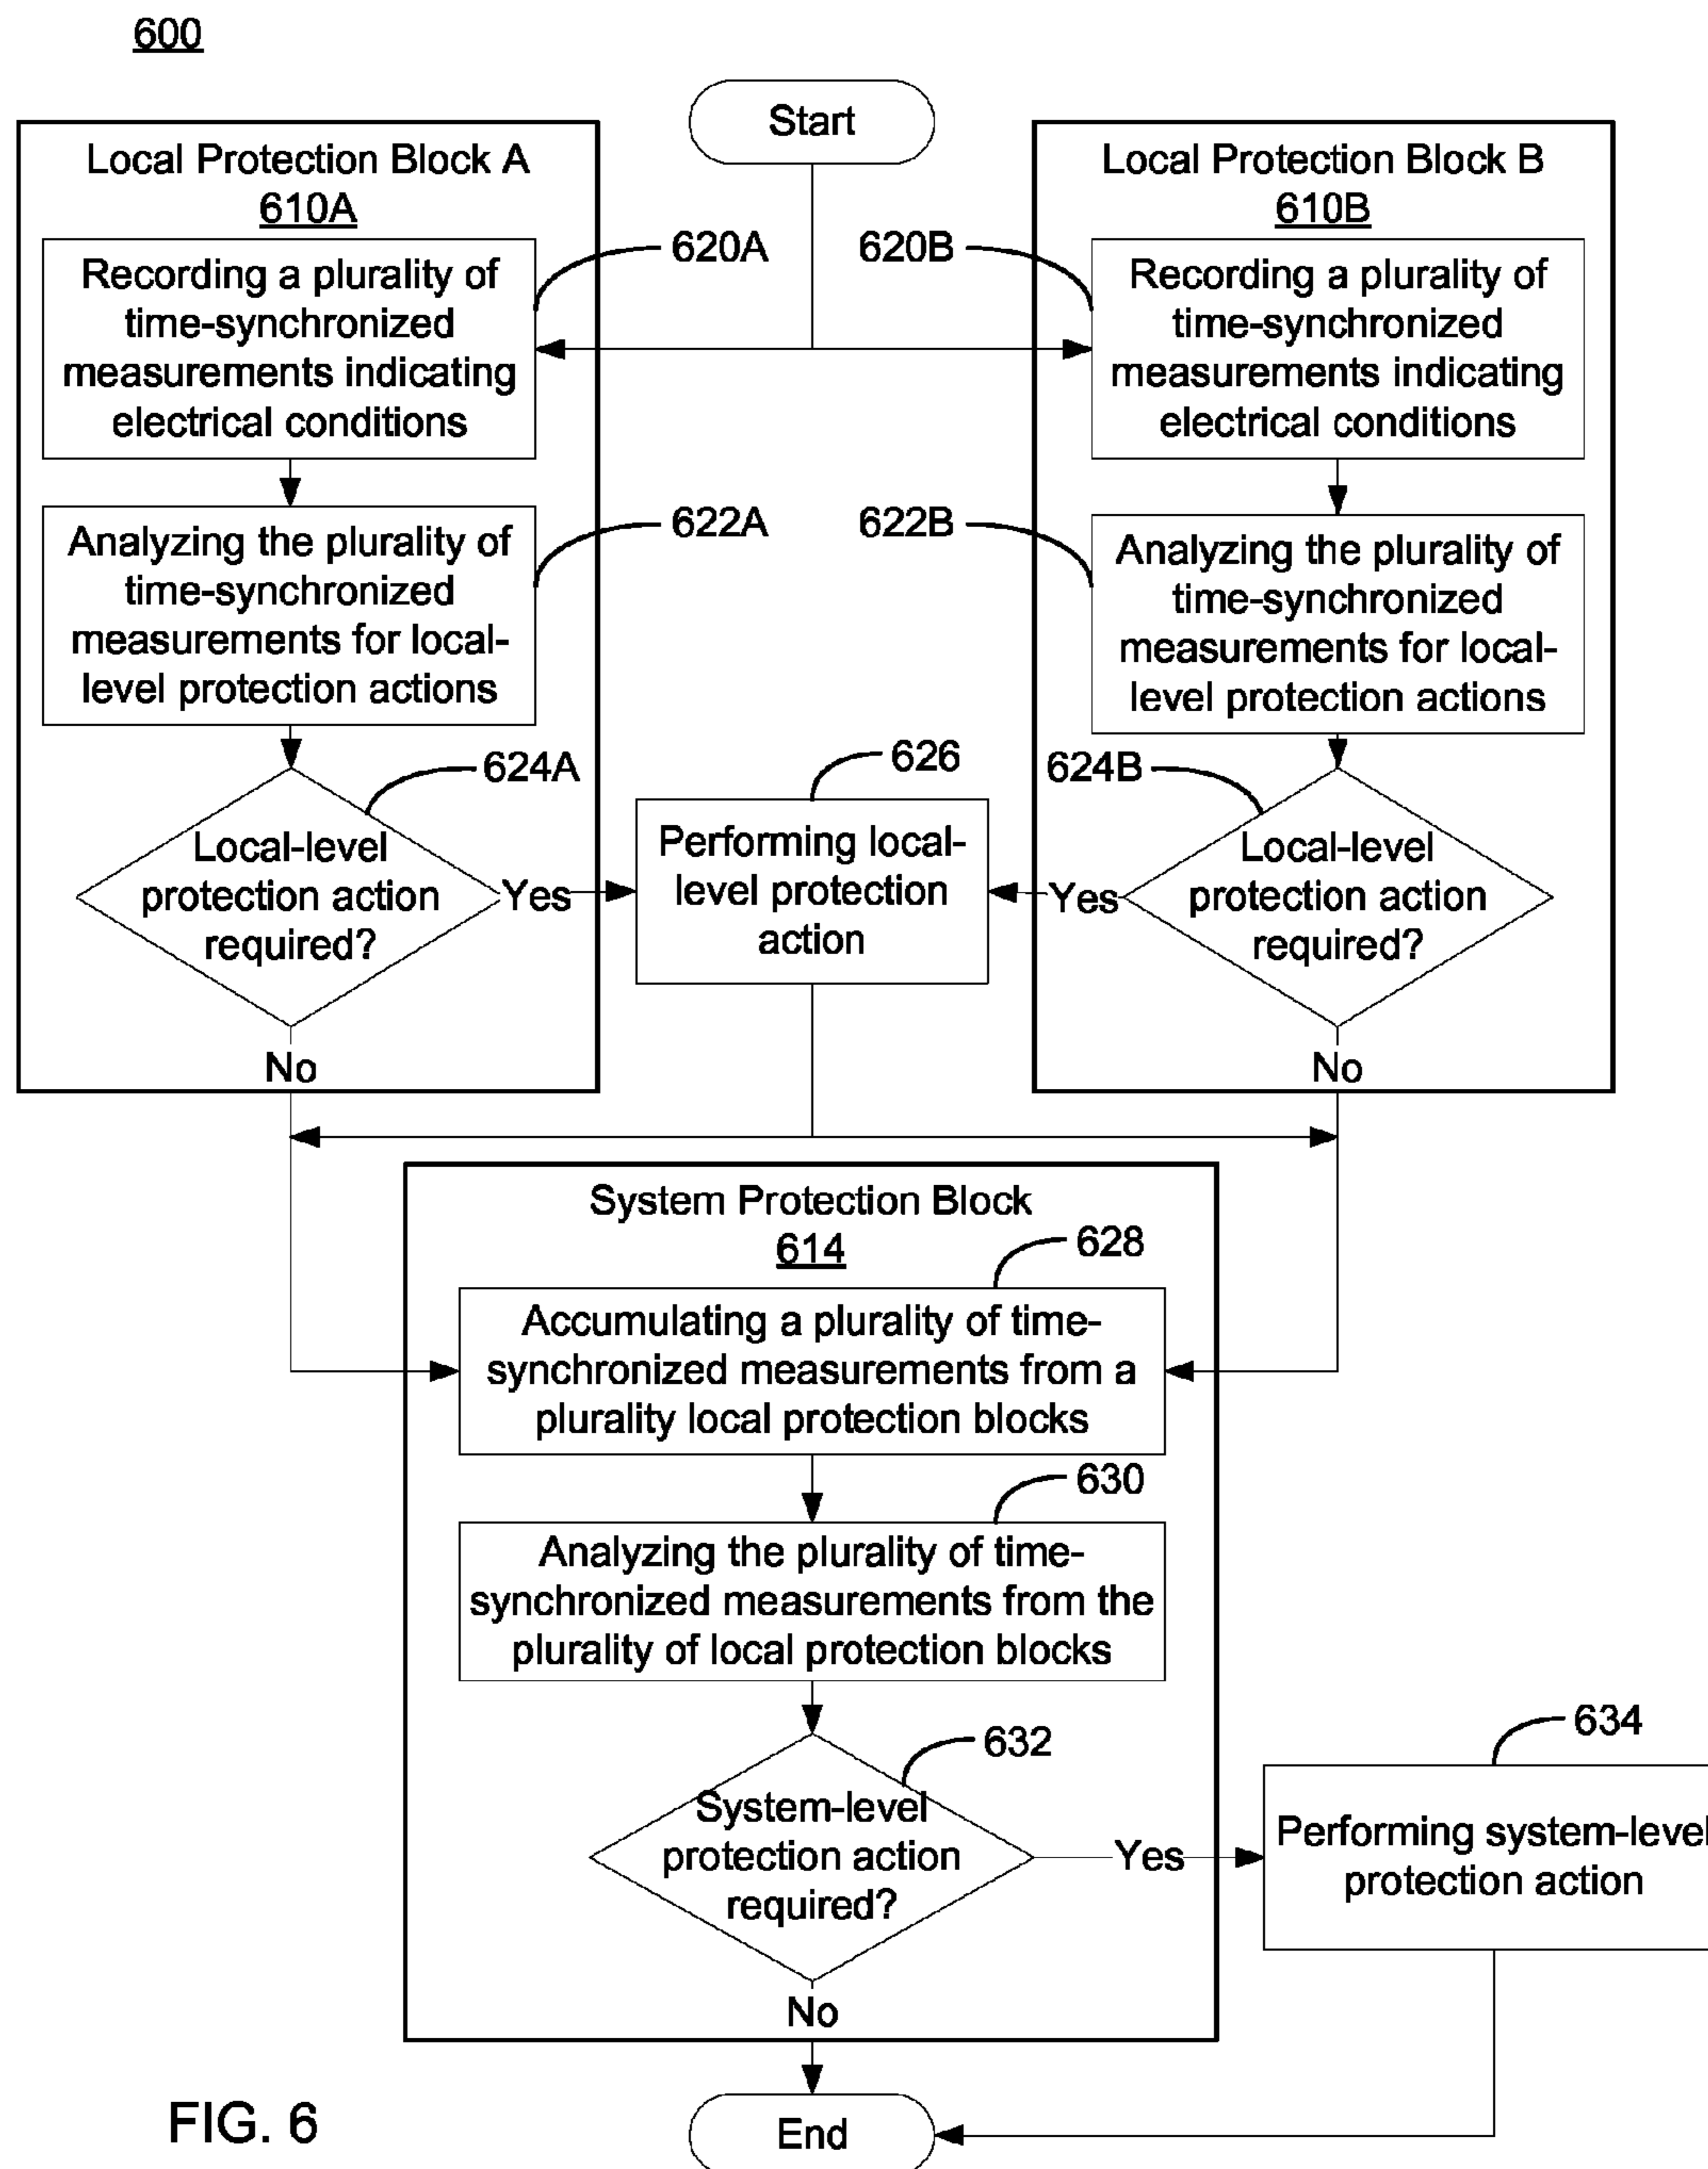 600
Start
Local Protection Block A
610A
620A
Recording a plurality of
time-synchronized
measurements indicating
electrical conditions
622A
Analyzing the plurality of
time-synchronized
measurements for local-
level protection actions
624A
Local-level
protection action
required?
Yes
No
Local Protection Block B
610B
620B
Recording a plurality of
time-synchronized
measurements indicating
electrical conditions
622B
Analyzing the plurality of
time-synchronized
measurements for local-
level protection actions
624B
Local-level
protection action
required?
Yes
No
626
Performing local-
level protection
action
System Protection Block
614
628
Accumulating a plurality of time-
synchronized measurements from a
plurality local protection blocks
630
Analyzing the plurality of time-
synchronized measurements from the
plurality of local protection blocks
632
System-level
protection action
required?
Yes
No
634
Performing system-level
protection action
End
FIG. 6